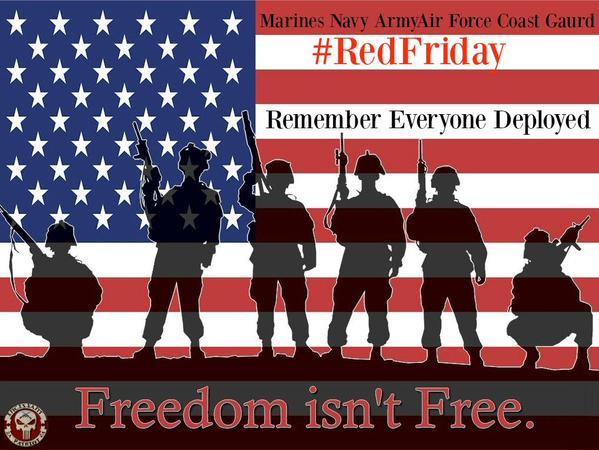 Marines Navy ArmyAir Force Coast Gaurd
#RedFriday
Remember Everyone Deployed
Freedom isn't Free.